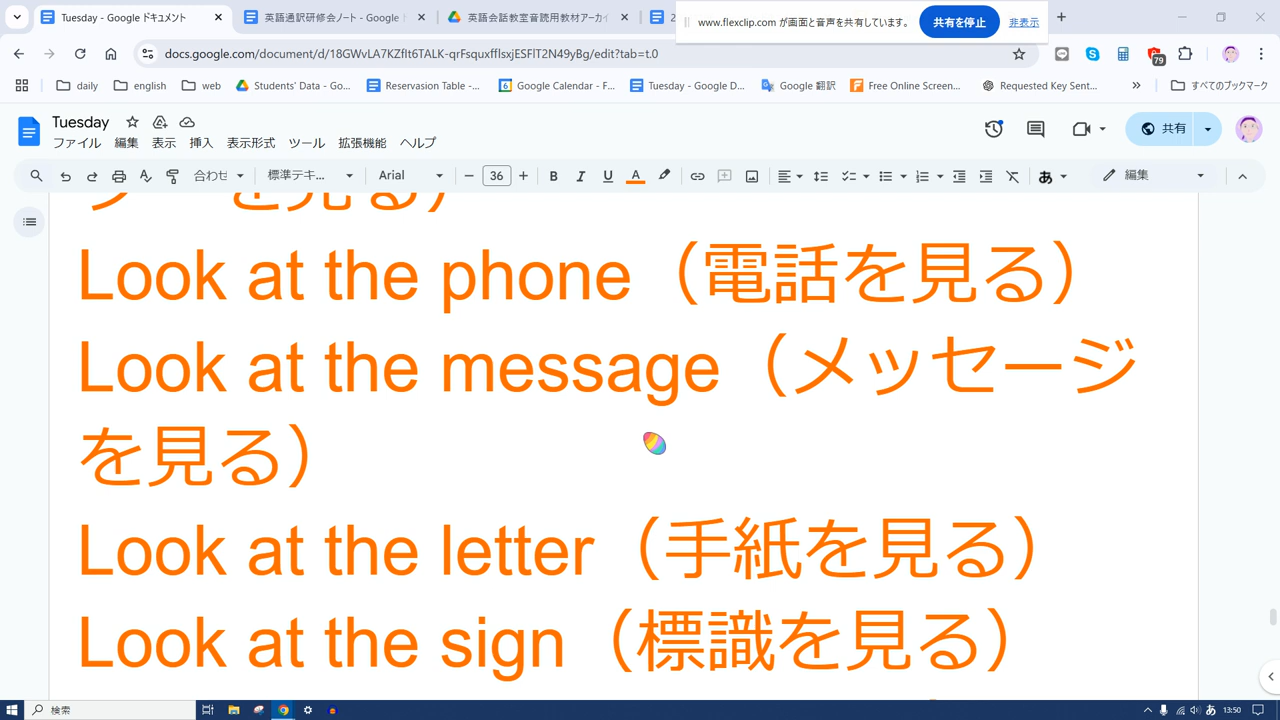 Tuesday - Google ドキュメント
英語通訳研修会ノート - Google
英語会話教室音読用教材アーカイ
www.flexclip.com が画面と音声を共有しています。
共有を停止
非表示
docs.google.com/document/d/18GWvLA7KZflt6TALK-qrFsquxfflsxjESFlT2N49yBg/edit?tab=t.0
79
daily
english
web
Students' Data - Go...
Reservasion Table -...
Google Calendar - F...
Tuesday - Google D...
Google 翻訳
Free Online Screen...
Requested Key Sent...
すべてのブックマーク
Tuesday
ファイル 編集 表示 挿入 表示形式 ツール 拡張機能 ヘルプ
共有
合わせ
標準テキ...
Arial
36
B I U A
あ
編集
Look at the phone（電話を見る）
Look at the message（メッセージ
を見る）
Look at the letter（手紙を見る）
Look at the sign（標識を見る）
検索
あ
13:50